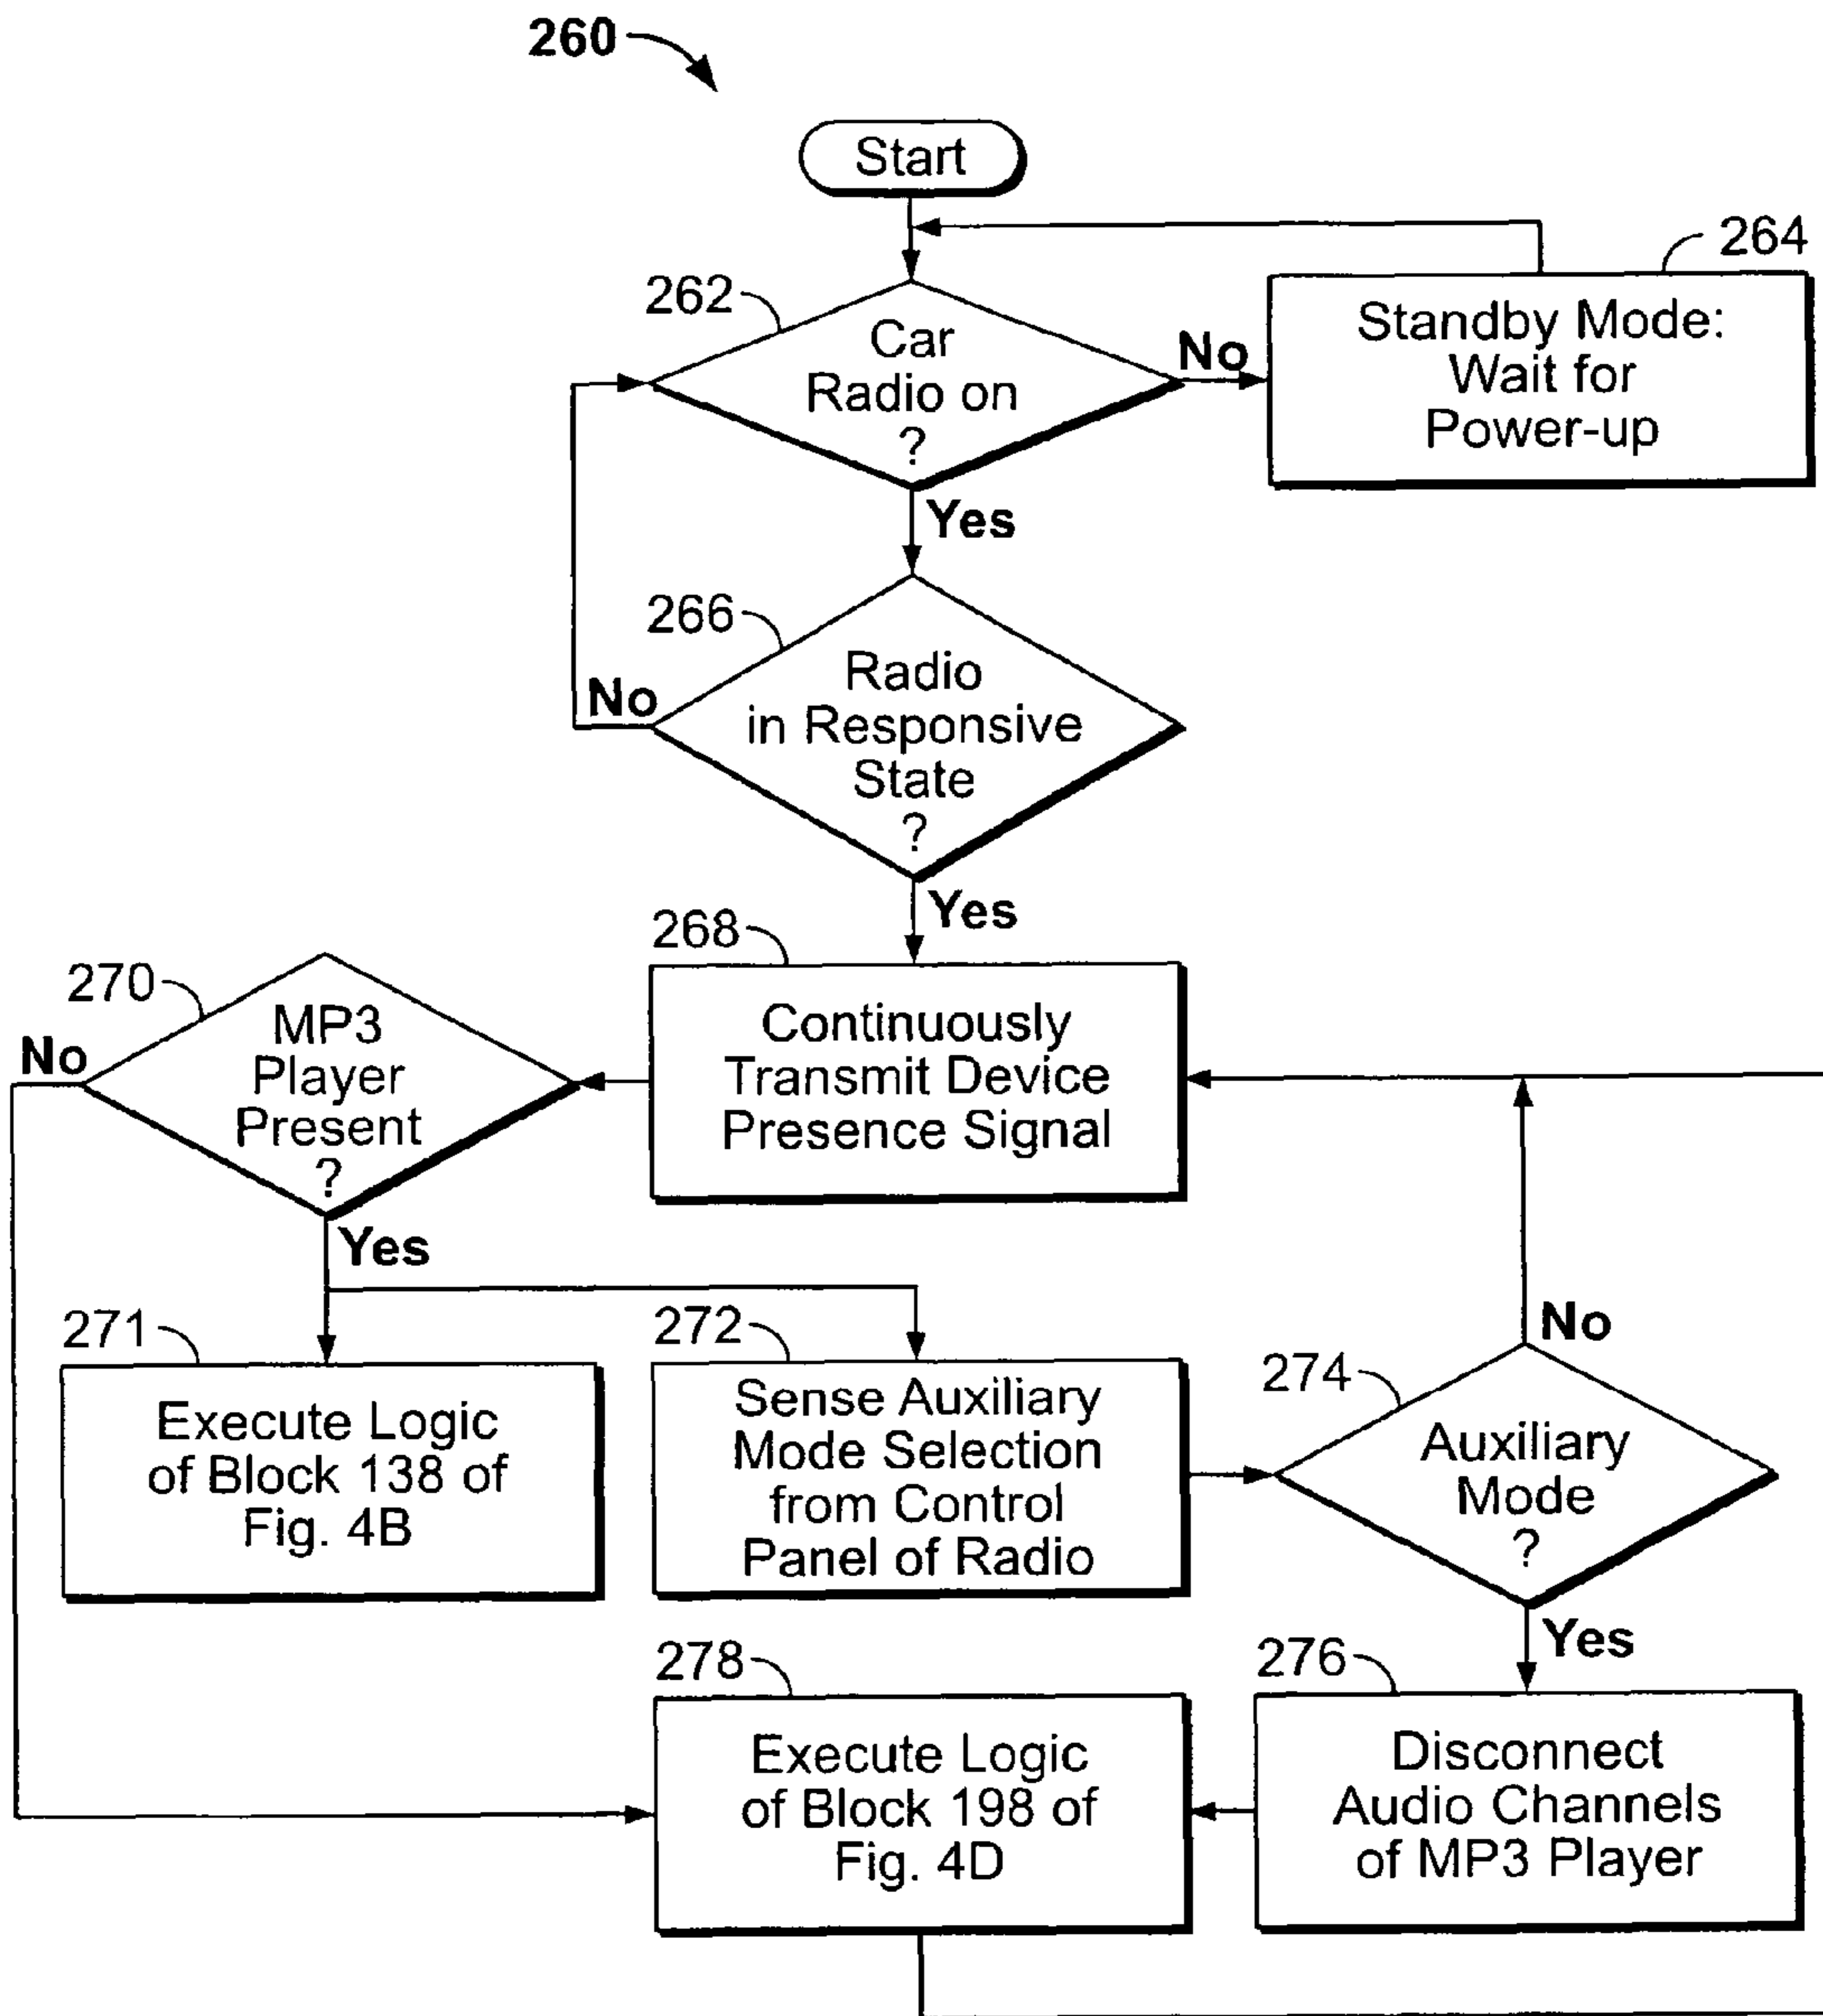 260
Start
262
Car
Radio on
?
No
264
Standby Mode:
Wait for
Power-up
Yes
266
Radio
in Responsive
State
?
No
Yes
268
Continuously
Transmit Device
Presence Signal
270
MP3
Player
Present
?
No
Yes
271
Execute Logic
of Block 138 of
Fig. 4B
272
Sense Auxiliary
Mode Selection
from Control
Panel of Radio
274
Auxiliary
Mode
?
No
Yes
276
Disconnect
Audio Channels
of MP3 Player
278
Execute Logic
of Block 198 of
Fig. 4D